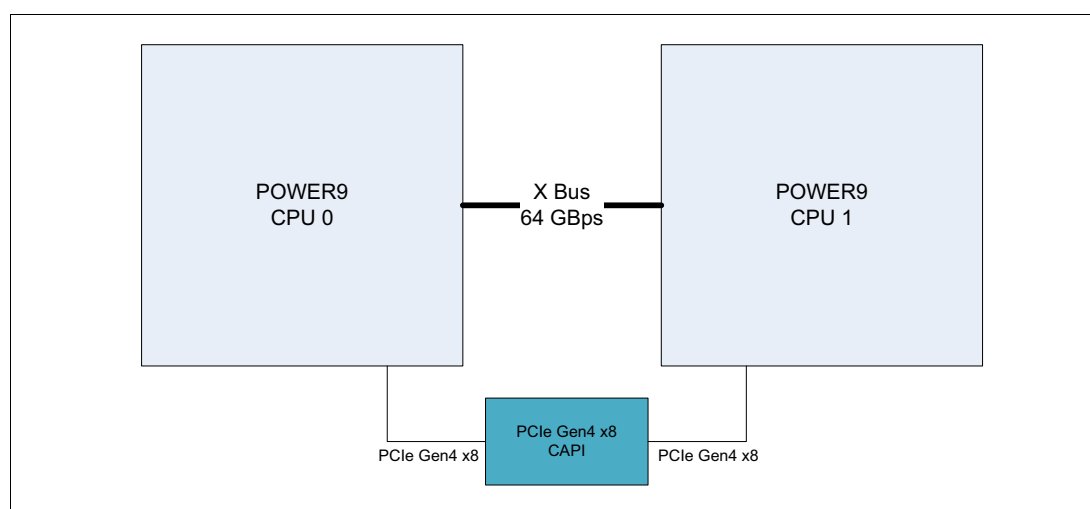 POWER9
CPU 0
X Bus
64 GBps
POWER9
CPU 1
PCIe Gen4 x8
CAPI
PCIe Gen4 x8
PCIe Gen4 x8